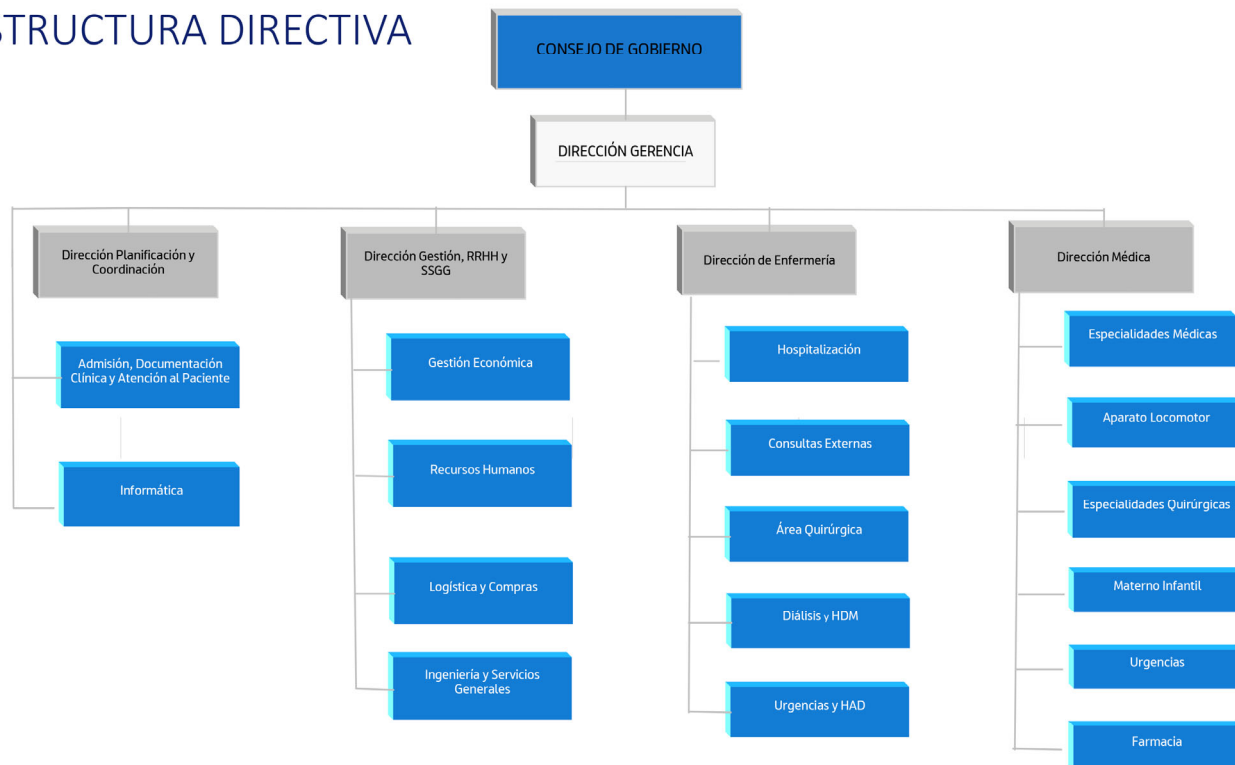 STRUCTURA DIRECTIVA
CONSEJO DE GOBIERNO
DIRECCIÓN GERENCIA
Dirección Planificación y
Coordinación
Admisión, Documentación
Clínica y Atención al Paciente
Informática
Dirección Gestión, RRHH y
SSGG
Gestión Económica
Recursos Humanos
Logística y Compras
Ingeniería y Servicios
Generales
Dirección de Enfermería
Hospitalización
Consultas Externas
Área Quirúrgica
Diálisis y HDM
Urgencias y HAD
Dirección Médica
Especialidades Médicas
Aparato Locomotor
Especialidades Quirúrgicas
Materno Infantil
Urgencias
Farmacia